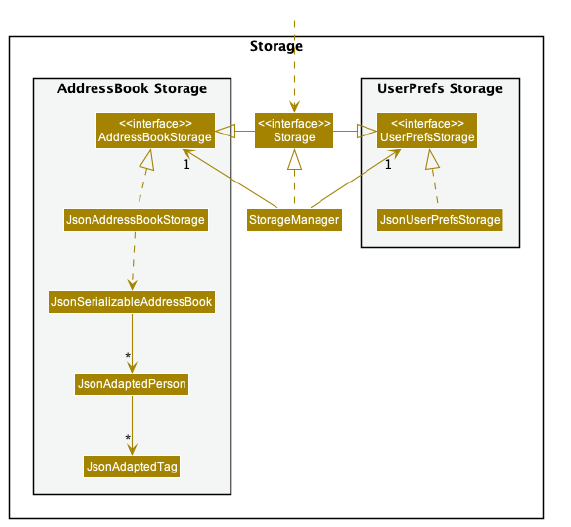 Storage
AddressBook Storage
UserPrefs Storage
<<interface>>
AddressBookStorage
<<interface>>
Storage
<<interface>>
UserPrefsStorage
1
1
JsonAddressBookStorage
StorageManager
JsonUserPrefsStorage
JsonSerializableAddressBook
*
JsonAdaptedPerson
*
JsonAdaptedTag